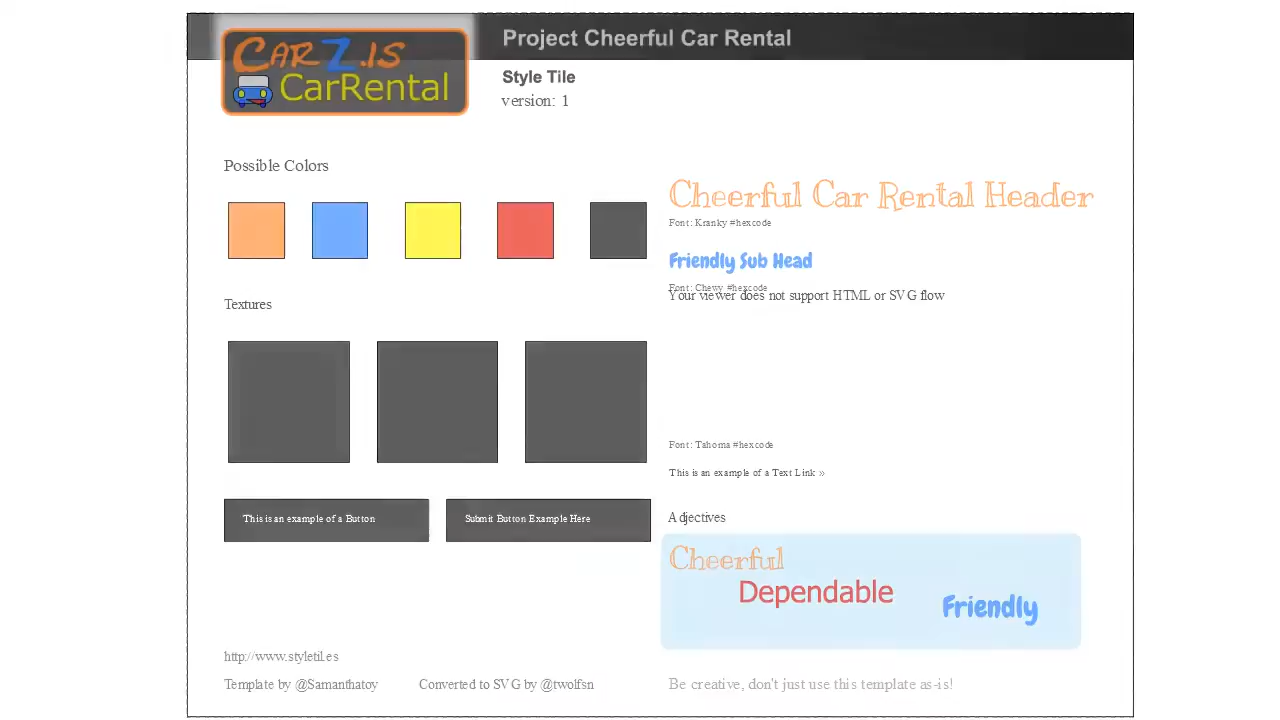 CarZ.is
CarRental
Project Cheerful Car Rental
Style Tile
version: 1
Possible Colors
Cheerful Car Rental Header
Font: Kranky #hexcode
Friendly Sub Head
Font: Chewy #hexcode
Your viewer does not support HTML or SVG flow
Textures
Font: Tahoma #hexcode
This is an example of a Text Link »
This is an example of a Button
Submit Button Example Here
Adjectives
Cheerful
Dependable
Friendly
http://www.styletil.es
Template by @Samanthatoy
Converted to SVG by @twolfsn
Be creative, don't just use this template as-is!